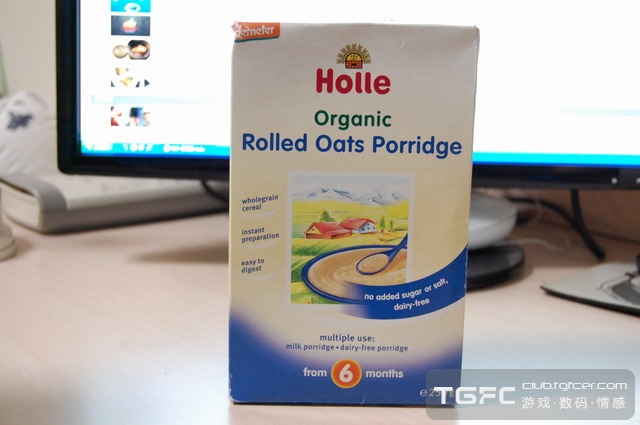 demeter
Holle
Organic
Rolled Oats Porridge
wholegrain
cereal
instant
preparation
easy to
digest
no added sugar or salt,
dairy-free
multiple use:
milk porridge • dairy-free porridge
from 6 months
TGFC
club.tgfcer.com
游戏·数码·情感